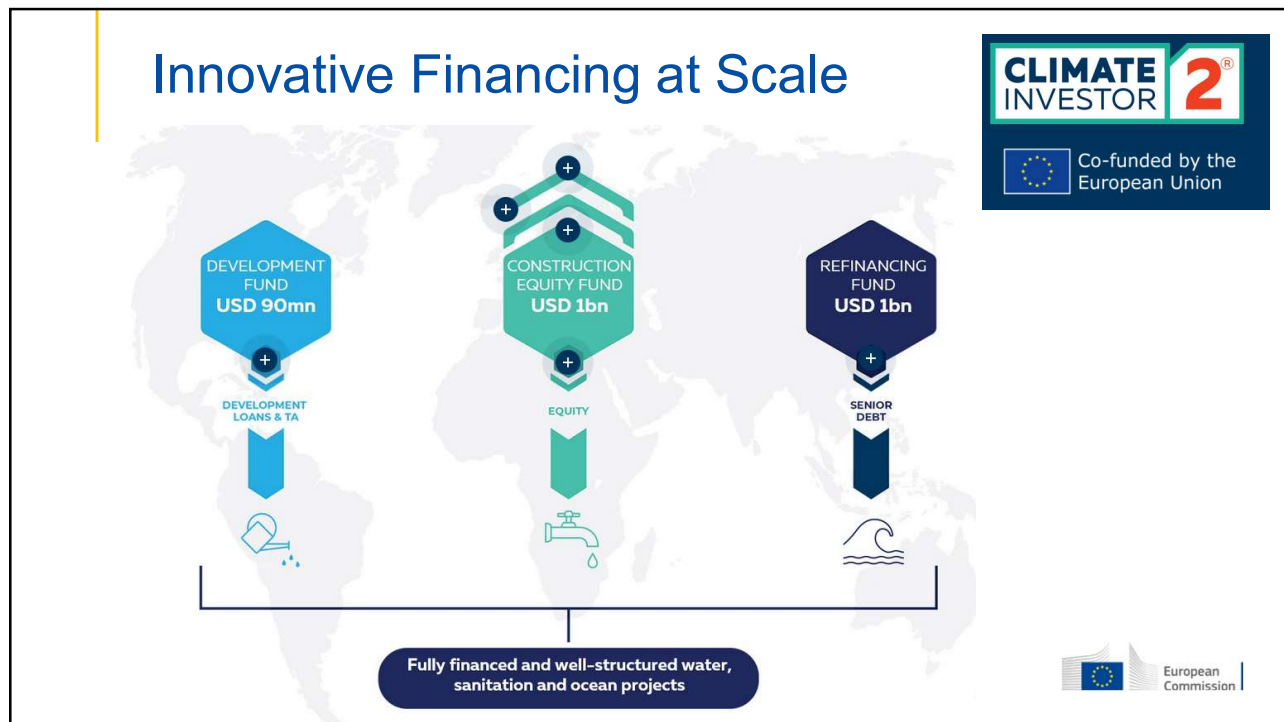 Innovative Financing at Scale
CLIMATE
INVESTOR
2®
Co-funded by the
European Union
DEVELOPMENT
FUND
USD 90mn
CONSTRUCTION
EQUITY FUND
USD 1bn
REFINANCING
FUND
USD 1bn
DEVELOPMENT
LOANS & TA
EQUITY
SENIOR
DEBT
Fully financed and well-structured water,
sanitation and ocean projects
European
Commission